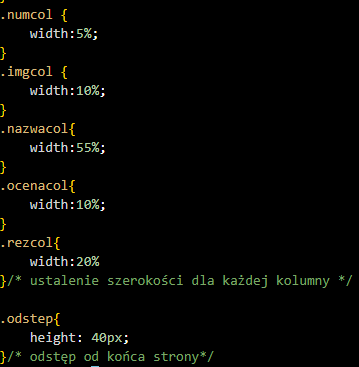 .numcol {
    width:5%;
}
.imgcol {
    width:10%;
}
.nazwacol{
    width:55%;
}
.ocenacol{
    width:10%;
}
.rezcol{
    width:20%
}/* ustalenie szerokości dla każdej kolumny */

.odstep{
    height: 40px;
}/* odstęp od końca strony*/